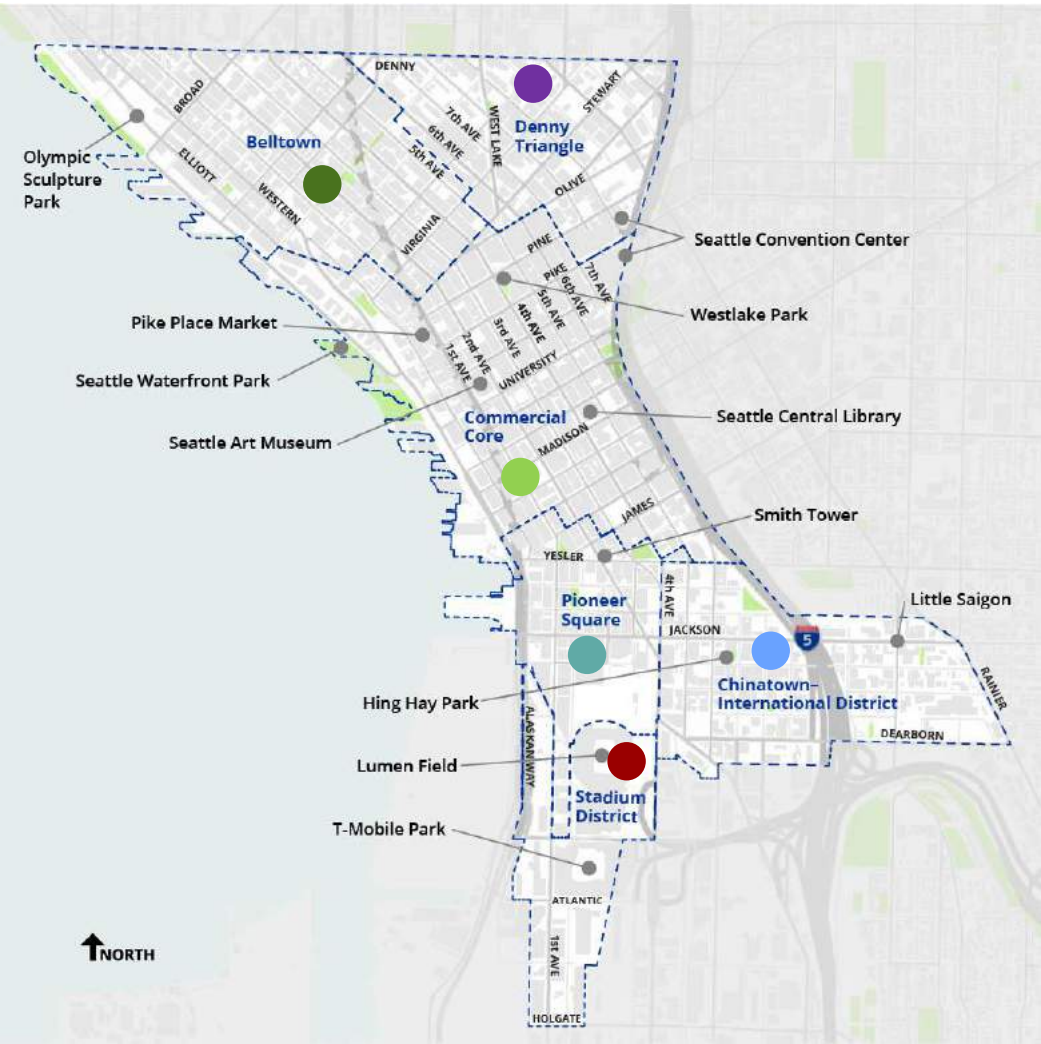 DENNY
BROAD
STEWART
7th AVE
WEST LAKE
Denny
Triangle
6th AVE
Belltown
5th AVE
Olympic
Sculpture
Park
ELLIOTT
WESTERN
OLIVE
VIRGINIA
PINE
Seattle Convention Center
PIKE
7th AVE
6th AVE
5th AVE
4th AVE
3rd AVE
2nd AVE
1st AVE
Westlake Park
Pike Place Market
UNIVERSITY
Seattle Waterfront Park
Seattle Art Museum
Commercial
Core
Seattle Central Library
MADISON
JAMES
Smith Tower
YESLER
4th AVE
Pioneer
Square
Little Saigon
JACKSON
5
RAINIER
Hing Hay Park
Chinatown–
International District
ALASKAN WAY
DEARBORN
Lumen Field
Stadium
District
T-Mobile Park
ATLANTIC
1st AVE
NORTH
HOLGATE